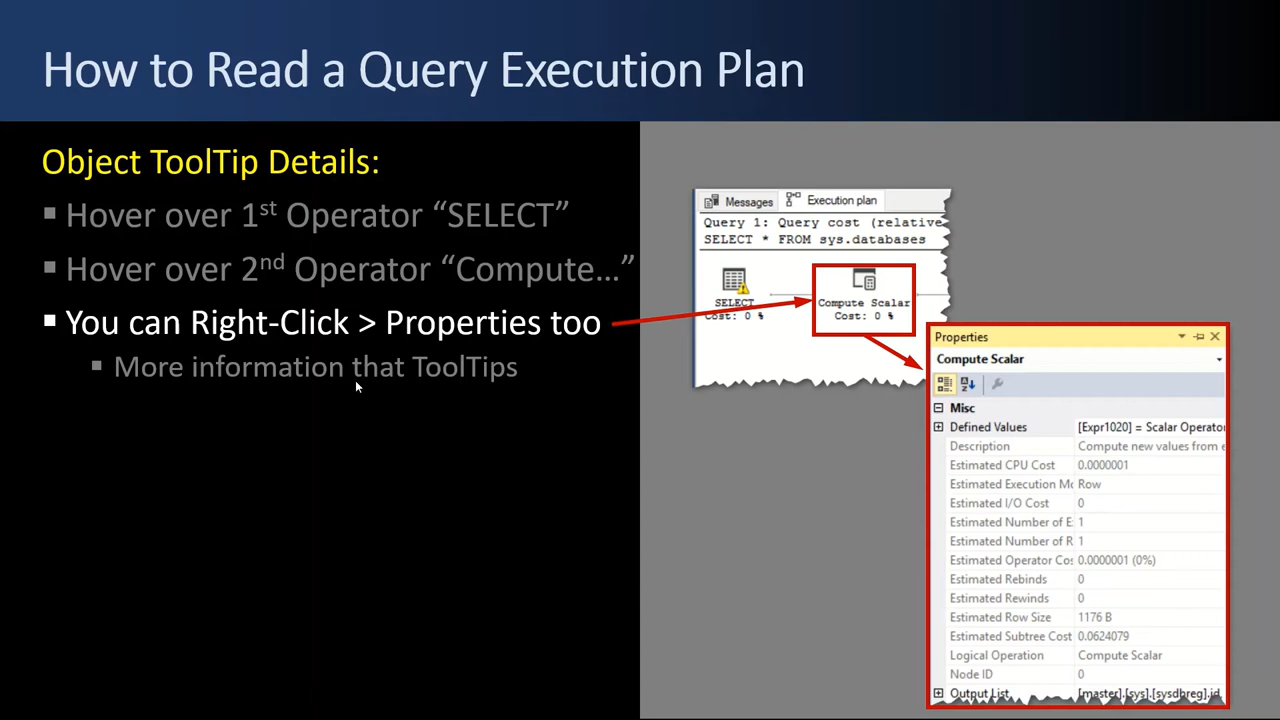 How to Read a Query Execution Plan
Object ToolTip Details:
▪ Hover over 1st Operator “SELECT”
▪ Hover over 2nd Operator “Compute…”
▪ You can Right-Click > Properties too
▪ More information that ToolTips
Messages Execution plan
Query 1: Query cost (relative
SELECT * FROM sys.databases
SELECT
Cost: 0 %
Compute Scalar
Cost: 0 %
Properties
Compute Scalar
Misc
Defined Values [Expr1020] = Scalar Operator
Description Compute new values from e
Estimated CPU Cost 0.0000001
Estimated Execution Mo Row
Estimated I/O Cost 0
Estimated Number of E 1
Estimated Number of R 1
Estimated Operator Cos 0.0000001 (0%)
Estimated Rebinds 0
Estimated Rewinds 0
Estimated Row Size 1176 B
Estimated Subtree Cost 0.0624079
Logical Operation Compute Scalar
Node ID 0
Output List [master].[sys].[sysdbreg].id